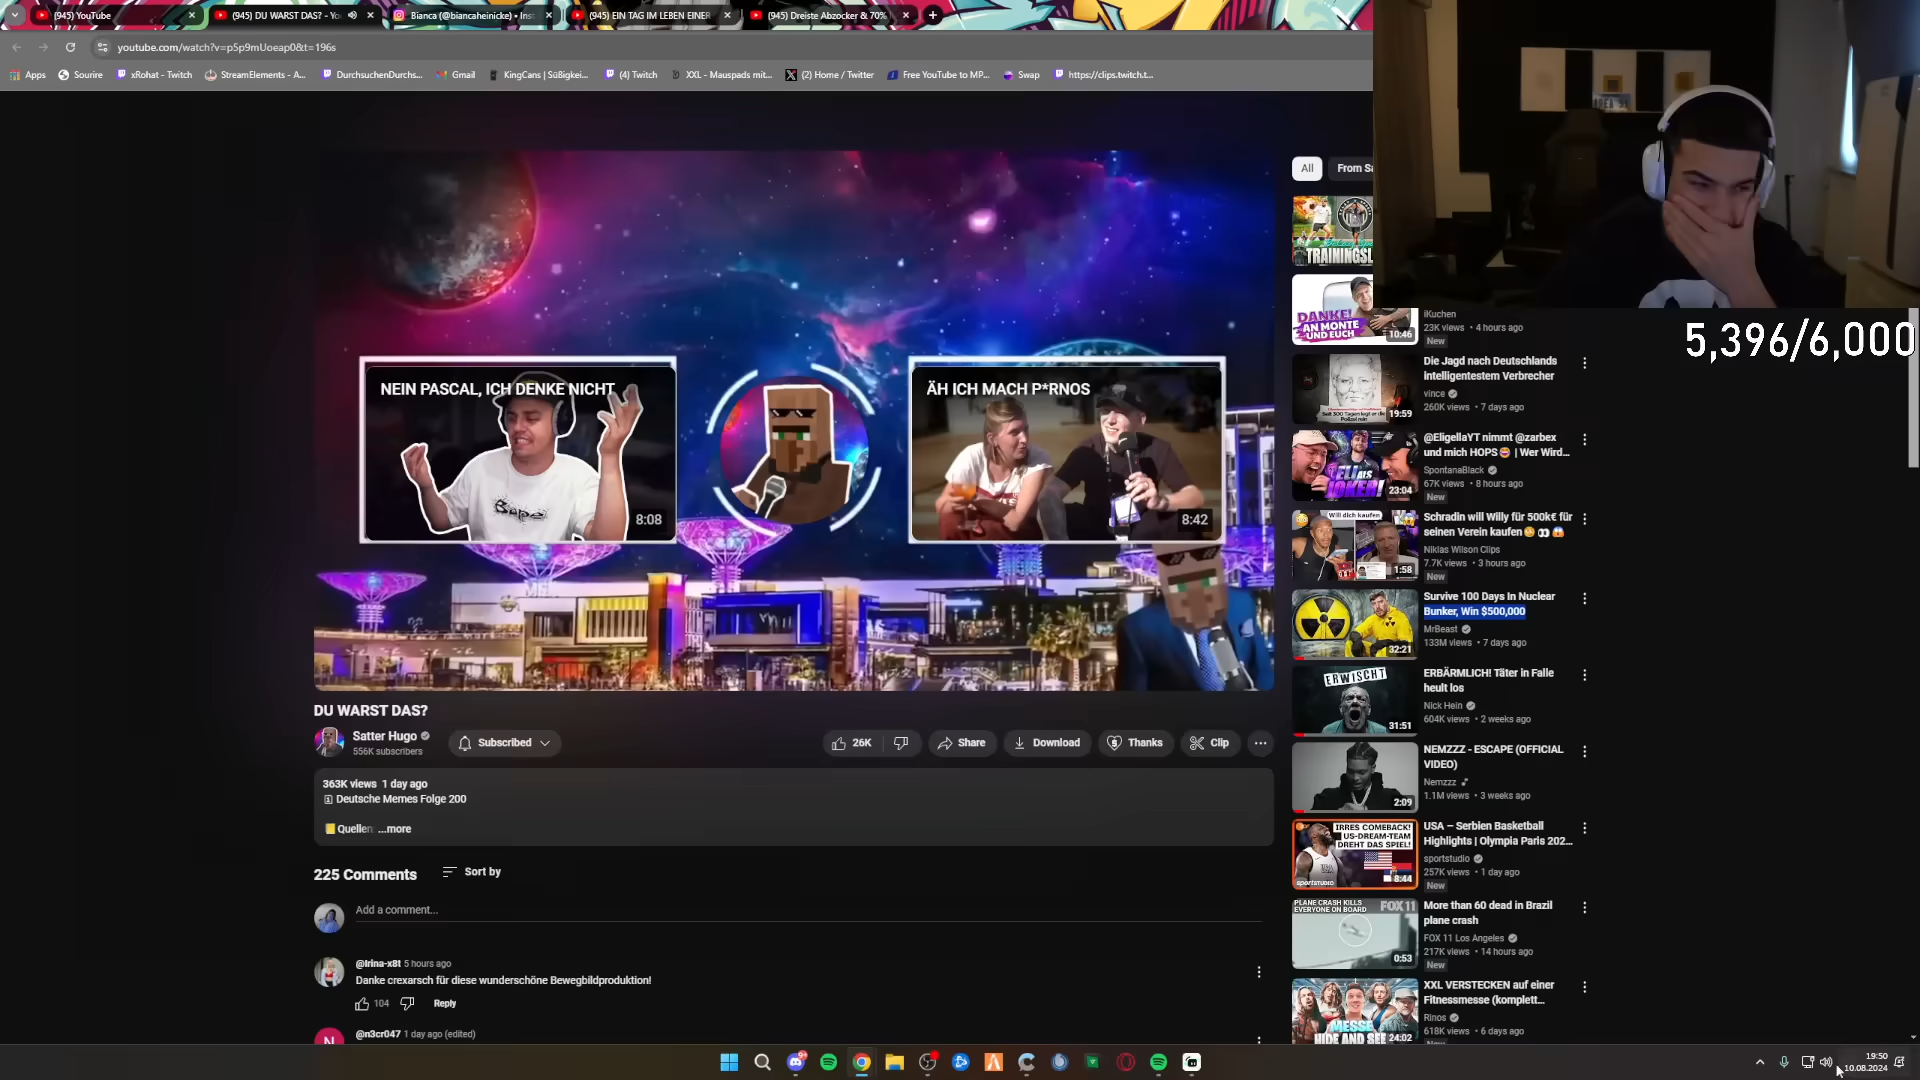 (945) YouTube
(945) DU WARST DAS? - Yo
Bianca (@biancaheinicke) • Ins
(945) EIN TAG IM LEBEN EINER
(945) Dreiste Abzocker & 70%
youtube.com/watch?v=p5p9mUoeap0&t=196s
Apps
Sourire
xRohat - Twitch
StreamElements - A...
DurchsuchenDurchs...
Gmail
KingCans | Süßigkei...
(4) Twitch
XXL - Mauspads mit...
(2) Home / Twitter
Free YouTube to MP...
Swap
https://clips.twitch.t...
NEIN PASCAL, ICH DENKE NICHT
8:08
ÄH ICH MACH P*RNOS
8:42
DU WARST DAS?
Satter Hugo
556K subscribers
Subscribed
26K
Share
Download
Thanks
Clip
363K views 1 day ago
Deutsche Memes Folge 200
Quellen ...more
225 Comments
Sort by
Add a comment...
@Irina-x8t 5 hours ago
Danke crexarsch für diese wunderschöne Bewegbildproduktion!
104
Reply
N
@n3cr047 1 day ago (edited)
All
From Sa
TRAININGSL
DANKE!
AN MONTE
UND EUCH
10:46
iKuchen
23K views • 4 hours ago
New
19:59
Die Jagd nach Deutschlands
intelligentestem Verbrecher
vince
260K views • 7 days ago
ELI ALS
JOKER!
23:04
@EligellaYT nimmt @zarbex
und mich HOPS😂 | Wer Wird...
SpontanaBlack
67K views • 8 hours ago
New
Will dich kaufen
1:58
Schradin will Willy für 500k€ für
seinen Verein kaufen😳👀😱
Niklas Wilson Clips
7.7K views • 3 hours ago
New
32:21
Survive 100 Days In Nuclear
Bunker, Win $500,000
MrBeast
133M views • 7 days ago
ERWISCHT
31:51
ERBÄRMLICH! Täter in Falle
heult los
Nick Hein
604K views • 2 weeks ago
2:09
NEMZZZ - ESCAPE (OFFICIAL
VIDEO)
Nemzzz
1.1M views • 3 weeks ago
IRRES COMEBACK!
US-DREAM-TEAM
DREHT DAS SPIEL!
sportstudio
8:44
USA – Serbien Basketball
Highlights | Olympia Paris 202...
sportstudio
257K views • 1 day ago
New
PLANE CRASH KILLS
EVERYONE ON BOARD
FOX 11
0:53
More than 60 dead in Brazil
plane crash
FOX 11 Los Angeles
217K views • 14 hours ago
New
MESSE
HIDE AND SEE
24:02
XXL VERSTECKEN auf einer
Fitnessmesse (komplett...
Rinos
618K views • 6 days ago
5,396/6,000
19:50
10.08.2024